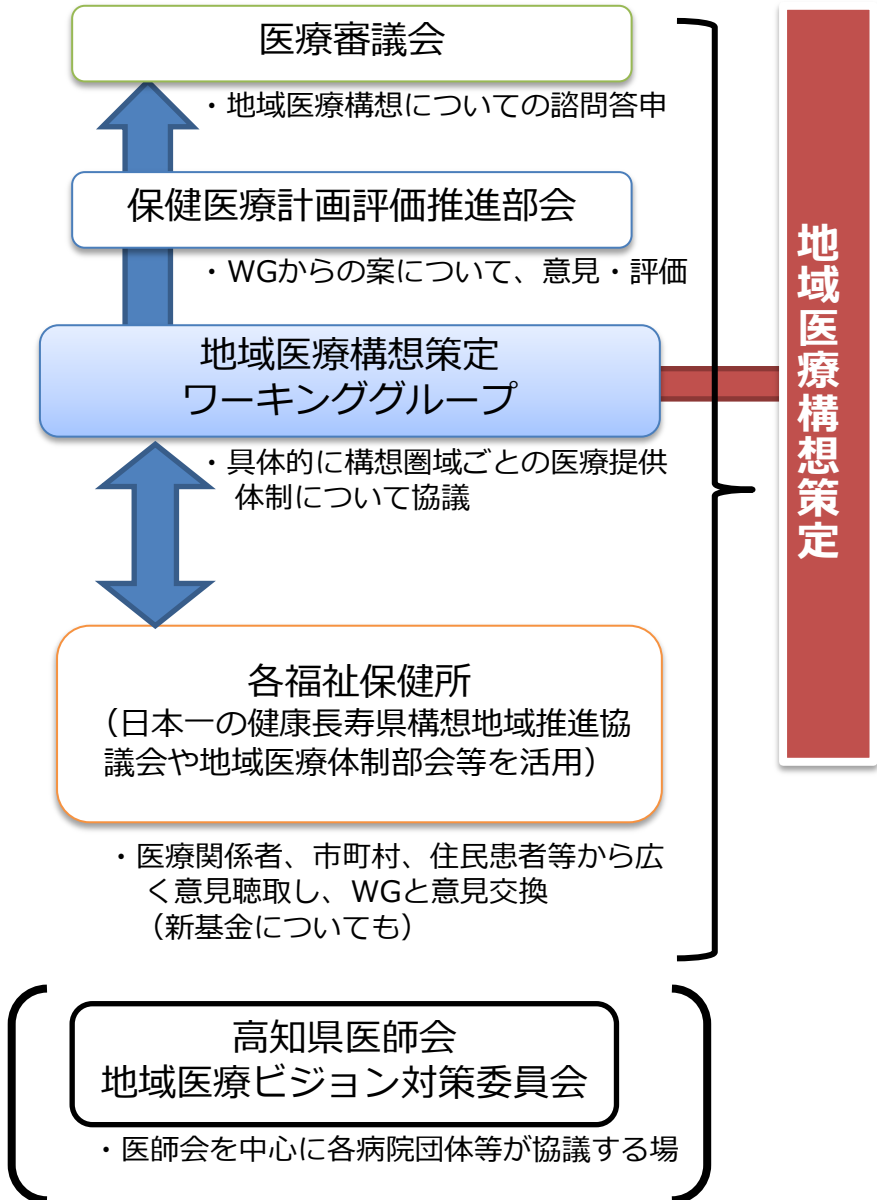 医療審議会
・地域医療構想についての諮問答申
保健医療計画評価推進部会
・WGからの案について、意見・評価
地域医療構想策定
ワーキンググループ
・具体的に構想圏域ごとの医療提供
体制について協議
各福祉保健所
（日本一の健康長寿県構想地域推進協
議会や地域医療体制部会等を活用）
・医療関係者、市町村、住民患者等から広
く意見聴取し、WGと意見交換
（新基金についても）
地域医療構想策定
高知県医師会
地域医療ビジョン対策委員会
・医師会を中心に各病院団体等が協議する場